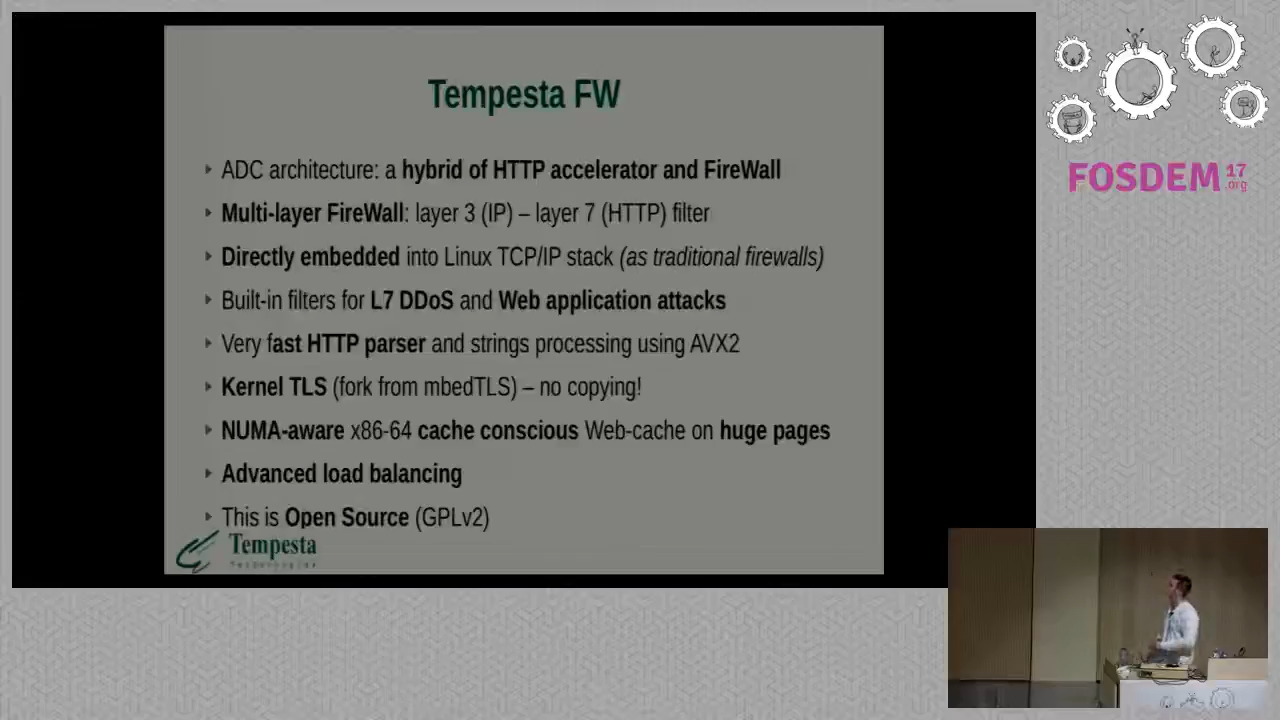 Tempesta FW
ADC architecture: a hybrid of HTTP accelerator and FireWall
Multi-layer FireWall: layer 3 (IP) – layer 7 (HTTP) filter
Directly embedded into Linux TCP/IP stack (as traditional firewalls)
Built-in filters for L7 DDoS and Web application attacks
Very fast HTTP parser and strings processing using AVX2
Kernel TLS (fork from mbedTLS) – no copying!
NUMA-aware x86-64 cache conscious Web-cache on huge pages
Advanced load balancing
This is Open Source (GPLv2)
Tempesta
Technologies
FOSDEM 17
.org